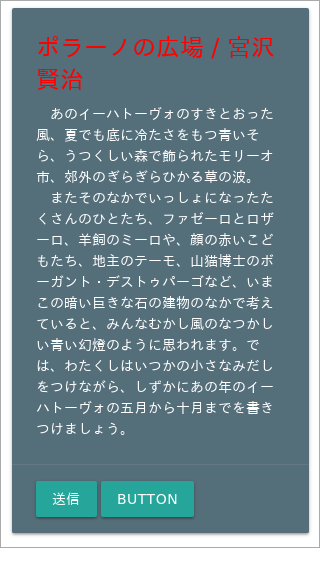 ポラーノの広場 / 宮沢
賢治
　あのイーハトーヴォのすきとおった
風、夏でも底に冷たさをもつ青いそ
ら、うつくしい森で飾られたモリーオ
市、郊外のぎらぎらひかる草の波。
　またそのなかでいっしょになったた
くさんのひとたち、ファゼーロとロザ
ーロ、羊飼のミーロや、顔の赤いこど
もたち、地主のテーモ、山猫博士のボ
ーガント・デストゥパーゴなど、いま
この暗い巨きな石の建物のなかで考え
ていると、みんなむかし風のなつかし
い青い幻燈のように思われます。で
は、わたくしはいつかの小さなみだし
をつけながら、しずかにあの年のイー
ハトーヴォの五月から十月までを書き
つけましょう。
送信
BUTTON